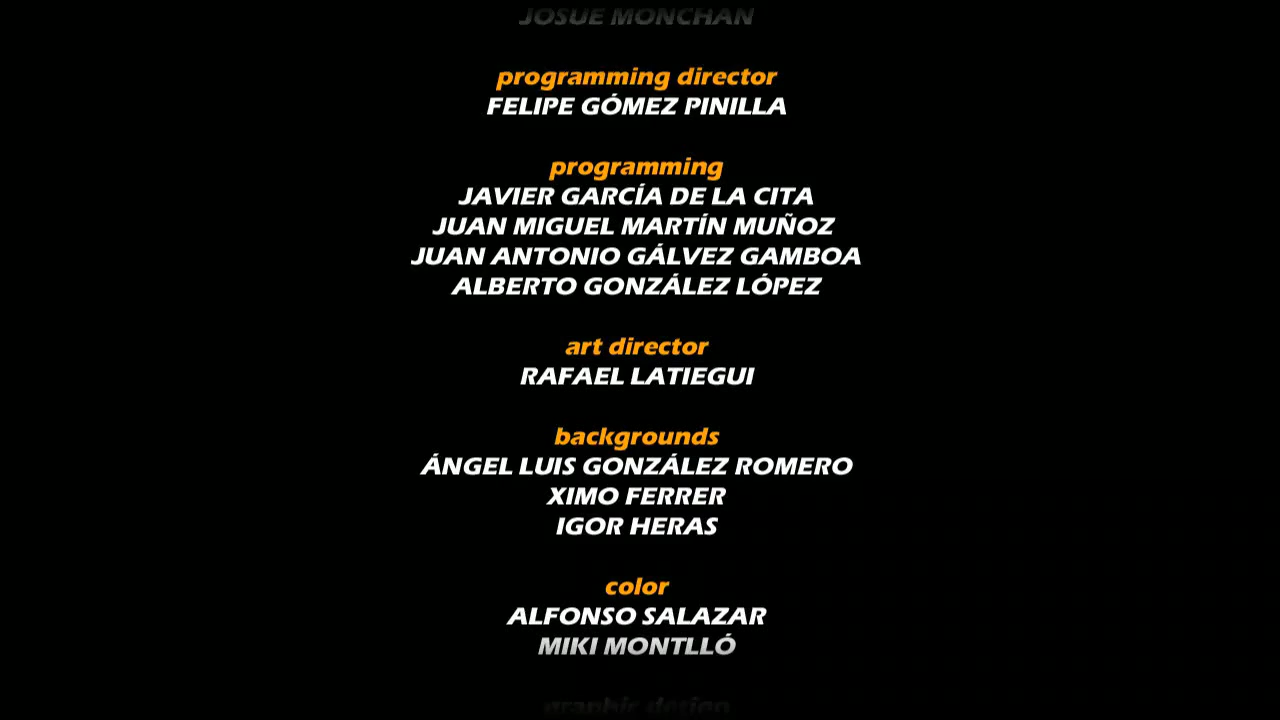 JOSUE MONCHAN
programming director
FELIPE GÓMEZ PINILLA
programming
JAVIER GARCÍA DE LA CITA
JUAN MIGUEL MARTÍN MUÑOZ
JUAN ANTONIO GÁLVEZ GAMBOA
ALBERTO GONZÁLEZ LÓPEZ
art director
RAFAEL LATIEGUI
backgrounds
ÁNGEL LUIS GONZÁLEZ ROMERO
XIMO FERRER
IGOR HERAS
color
ALFONSO SALAZAR
MIKI MONTLLÓ
graphic design